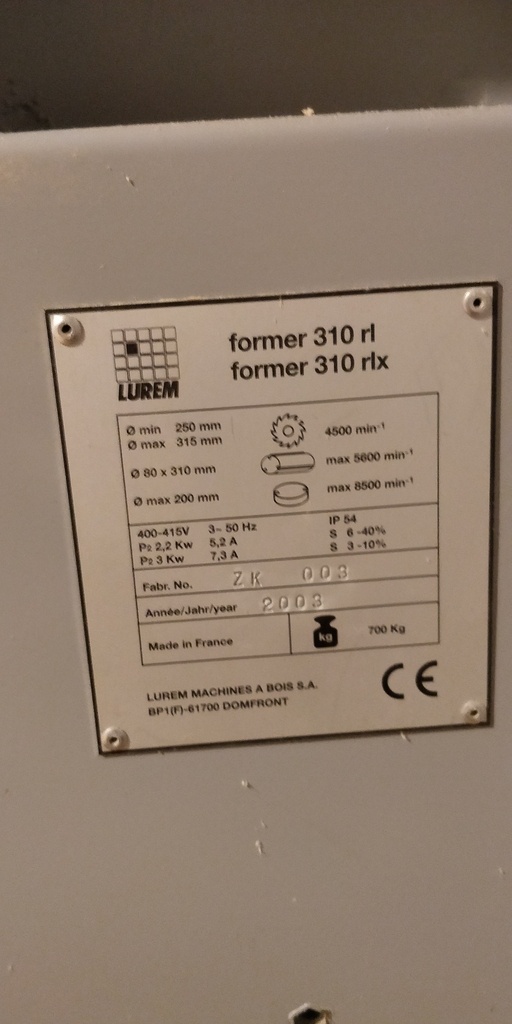 LUREM
former 310 rl
former 310 rlx
Ø min 250 mm
Ø max 315 mm
4500 min⁻¹
Ø 80 x 310 mm
max 5600 min⁻¹
Ø max 200 mm
max 8500 min⁻¹
400-415V 3~ 50 Hz IP 54
P2 2,2 Kw 5,2 A S 6 -40%
P2 3 Kw 7,3 A S 3 -10%
Fabr. No. ZK 003
Année/Jahr/year 2003
Made in France kg 700 Kg
LUREM MACHINES A BOIS S.A.
BP1(F)-61700 DOMFRONT
CE